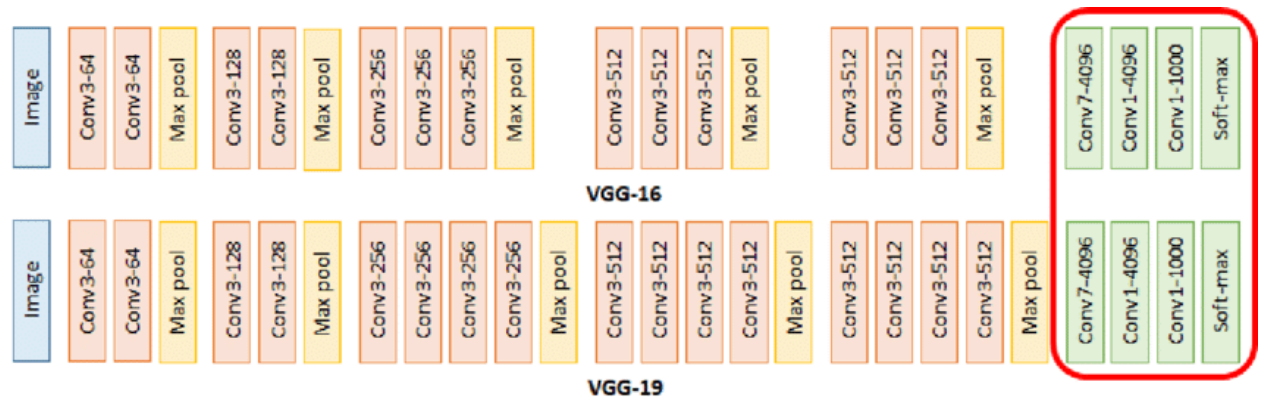 Image
Conv3-64
Conv3-64
Max pool
Conv3-128
Conv3-128
Max pool
Conv3-256
Conv3-256
Conv3-256
Max pool
Conv3-512
Conv3-512
Conv3-512
Max pool
Conv3-512
Conv3-512
Conv3-512
Max pool
Conv7-4096
Conv1-4096
Conv1-1000
Soft-max
VGG-16
Image
Conv3-64
Conv3-64
Max pool
Conv3-128
Conv3-128
Max pool
Conv3-256
Conv3-256
Conv3-256
Conv3-256
Max pool
Conv3-512
Conv3-512
Conv3-512
Conv3-512
Max pool
Conv3-512
Conv3-512
Conv3-512
Conv3-512
Max pool
Conv7-4096
Conv1-4096
Conv1-1000
Soft-max
VGG-19